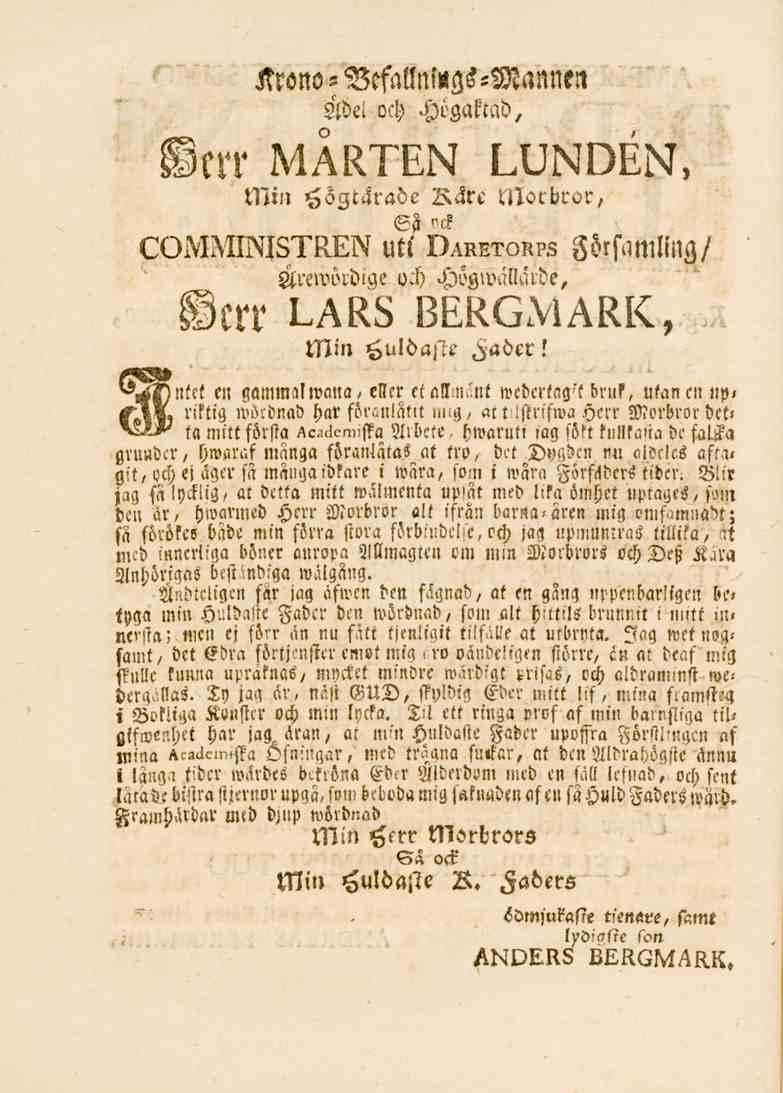 Krono-Befallnings-Mannen
Ädel och Högaktad,
Herr MÅRTEN LUNDÉN,
Min Högtärade Käre Morbror,
Så ock
COMMINISTREN uti DARETORPS Församling/
Ärewördige och Högwällärde,
Herr LARS BERGMARK,
Min Huldaste Fader!
Intet en gammal wana, eller et allmänt wedertagit bruk, utan en up-
riktig wördnad har föranlåtit mig, at tilskrifwa Herr Morbror det-
ta mitt första Academiska Arbete, hwaruti jag sökt kullkasta de falska
grunder, hwaraf många föranlåtas at tro, det Dygden nu aldeles afta-
git, och ej äger så många idkare i wåra, som i wåra Förfäders tider. Blir
jag så lycklig, at detta mitt wälmenta upsåt med lika ömhet uptages, som
den är, hwarmed Herr Morbror alt ifrån barna-åren mig omfamnadt;
så förökes både min förra stora förbindelse, och jag upmuntras tillika, at
med innerliga böner anropa Allmagten om min Morbrors och Deß Kära
Anhörigas beständiga wälgång.
Ändteligen får jag äfwen den fägnad, at en gång uppenbarligen be-
tyga min Huldaste Fader den wördnad, som alt hittils brunnit i mitt in-
nersta; men ej förr än nu fått tjenligit tilfälle at utbryta. Jag wet nog-
samt, det Edra förtjenster emot mig äro oändeligen större, än at deaf mig
skulle kunna upräknas, mycket mindre wärdigt prisas, och aldraminst we-
dergällas. Ty jag är, näst GUD, skyldig Eder mitt lif, mina framsteg
i Bokliga Konster och min lycka. Til ett ringa prof af min barnsliga til-
gifwenhet har jag äran, at min Huldaste Fader upoffra Förstlingen af
mina Academiska Öfningar, med trägna suckar, at den Aldrahögste ännu
i långa tider wärdes bekröna Eder Ålderdom med en säll lefnad, och sent
låta de bistra stjernor upgå, som beboda mig saknaden af en så Huld Faders wård.
Framhärdar med djup wördnad
Min Herr Morbrors
Så ock
Min Huldaste K. Faders
ödmjukaste tienare, samt
lydigste son
ANDERS BERGMARK.